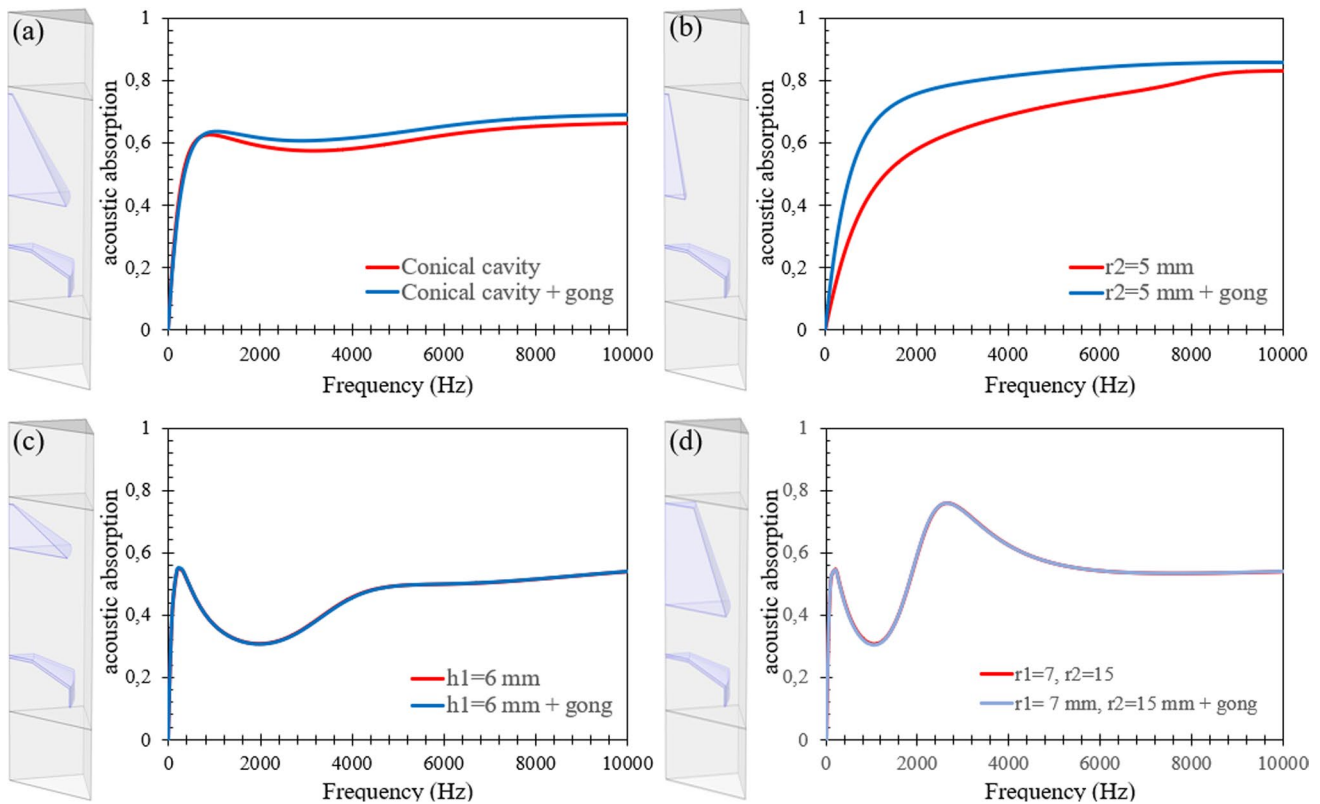 (a)
acoustic absorption
1
0,8
0,6
0,4
0,2
0
Conical cavity
Conical cavity + gong
0 2000 4000 6000 8000 10000
Frequency (Hz)
(b)
acoustic absorption
1
0,8
0,6
0,4
0,2
0
r2=5 mm
r2=5 mm + gong
0 2000 4000 6000 8000 10000
Frequency (Hz)
(c)
acoustic absorption
1
0,8
0,6
0,4
0,2
0
h1=6 mm
h1=6 mm + gong
0 2000 4000 6000 8000 10000
Frequency (Hz)
(d)
acoustic absorption
1
0,8
0,6
0,4
0,2
0
r1=7, r2=15
r1= 7 mm, r2=15 mm + gong
0 2000 4000 6000 8000 10000
Frequency (Hz)